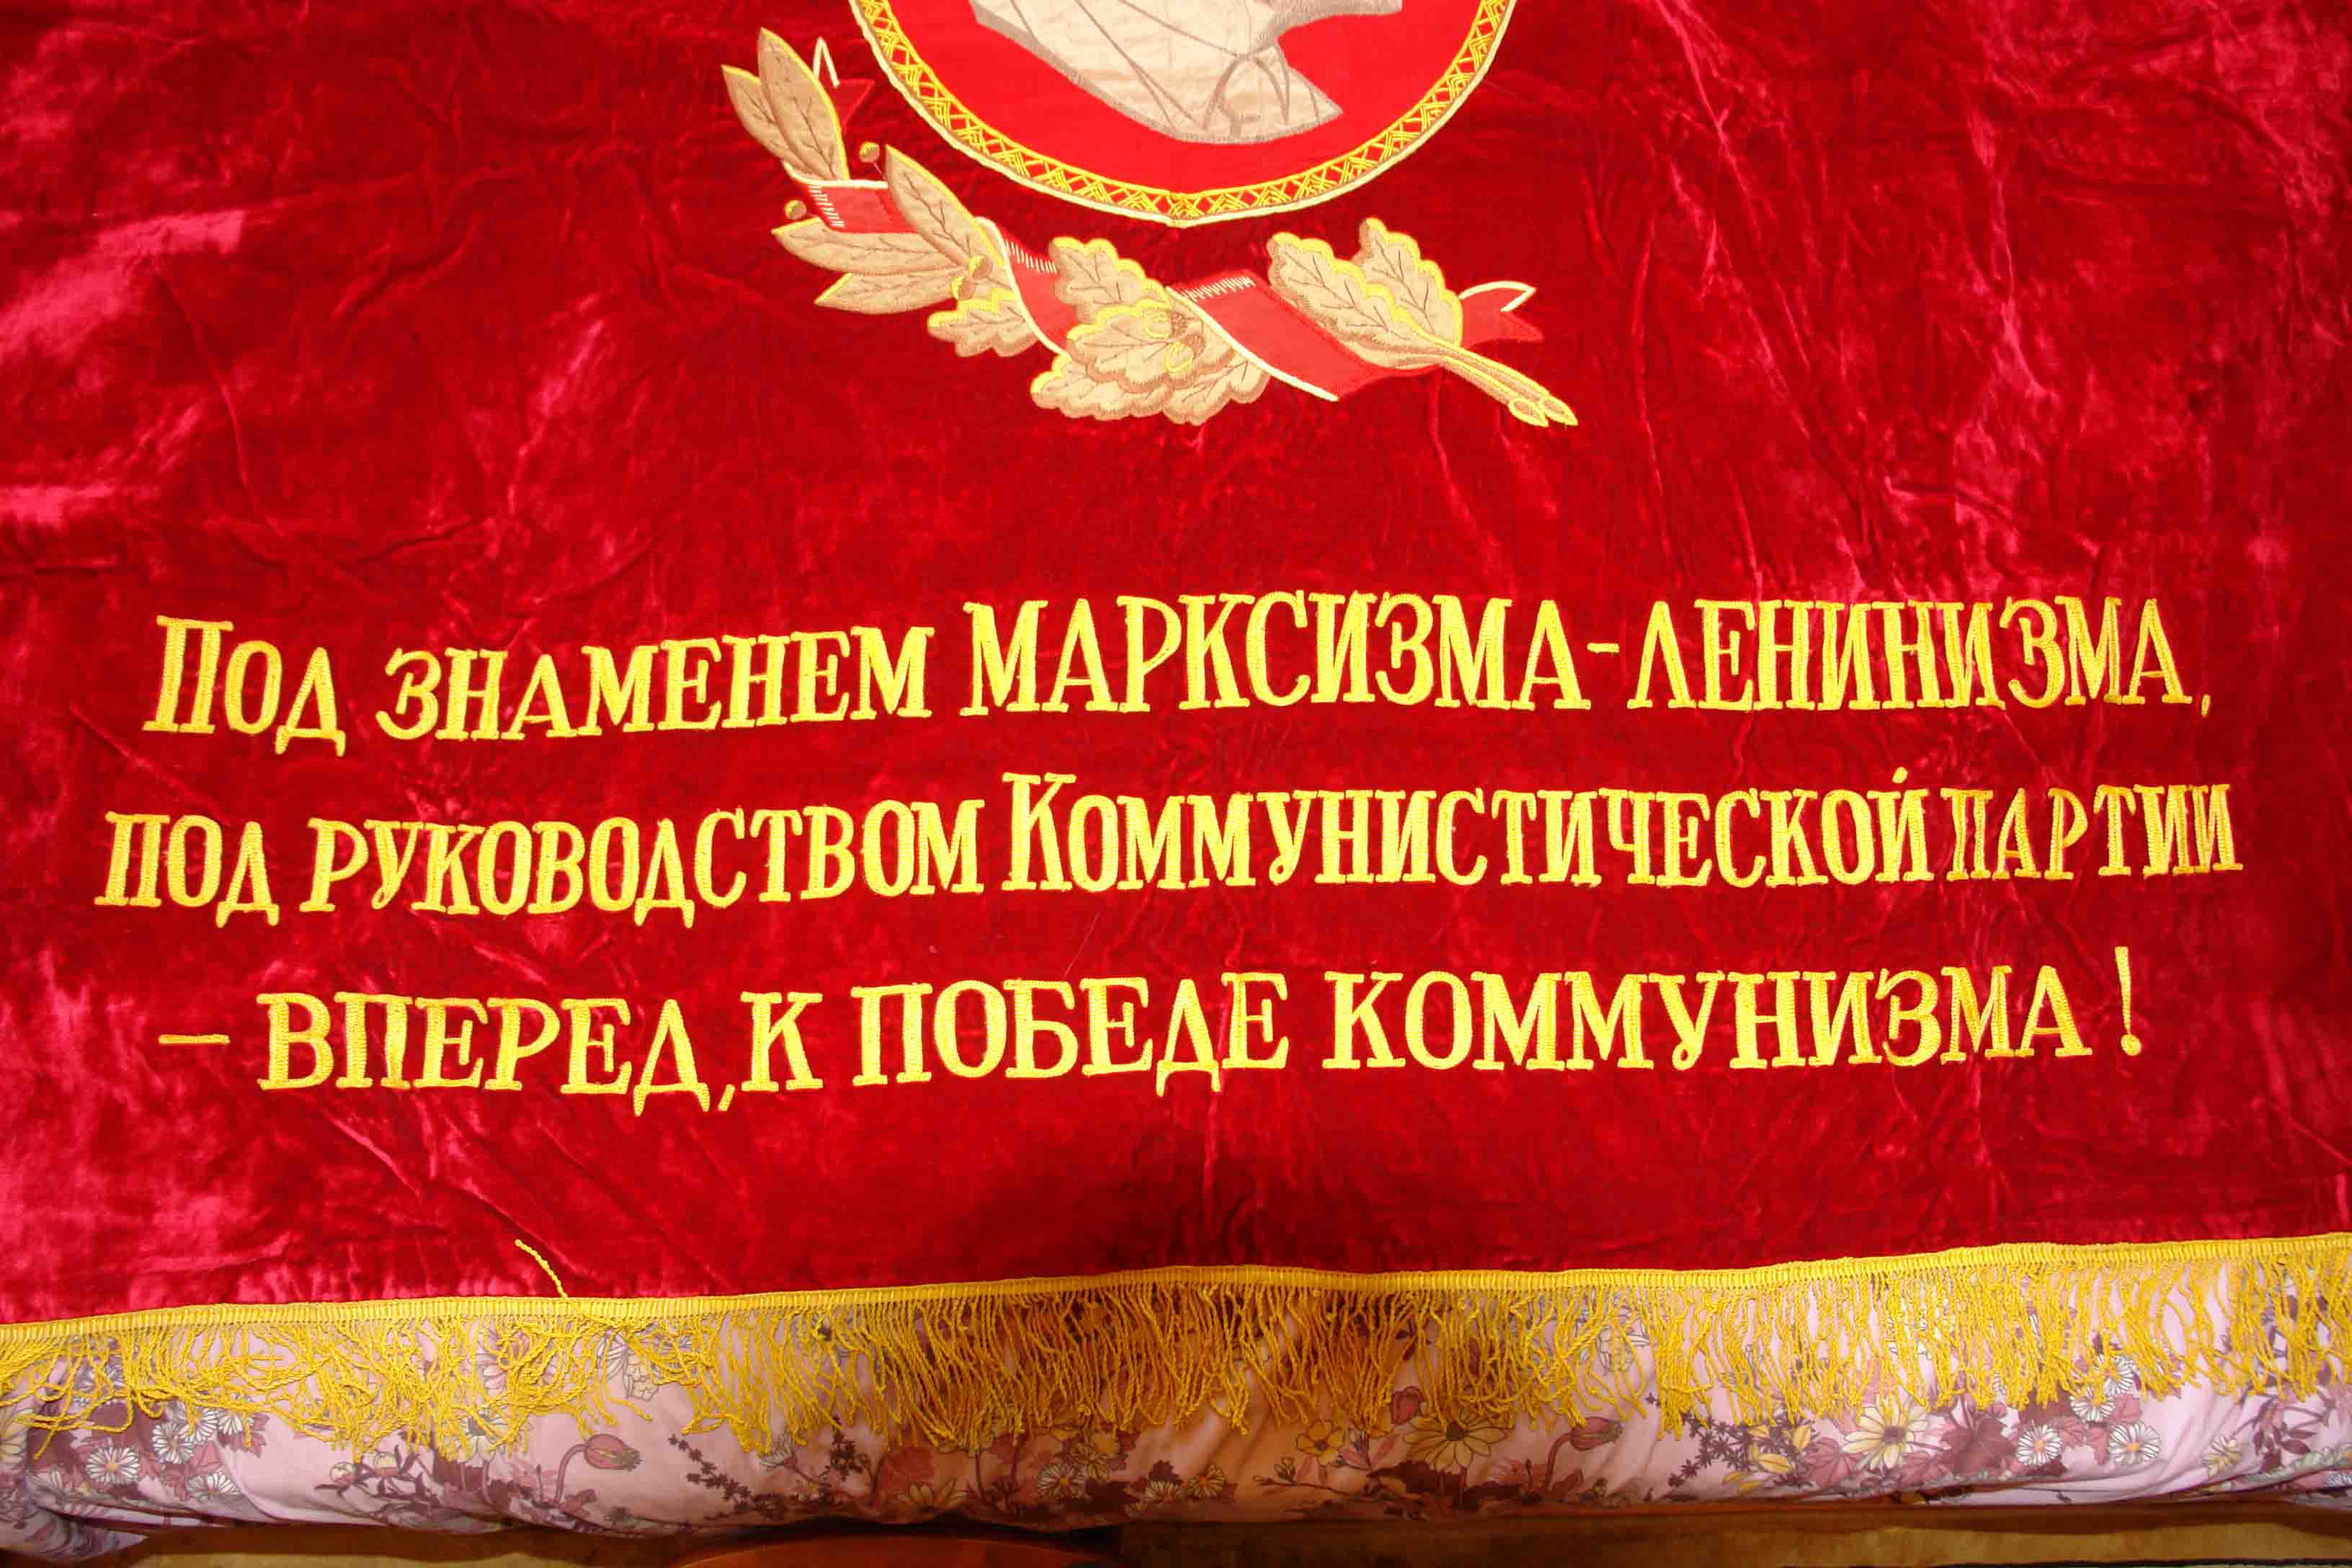 Под знаменем МАРКСИЗМА-ЛЕНИНИЗМА,
под руководством Коммунистической партии
– ВПЕРЕД, К ПОБЕДЕ КОММУНИЗМА!